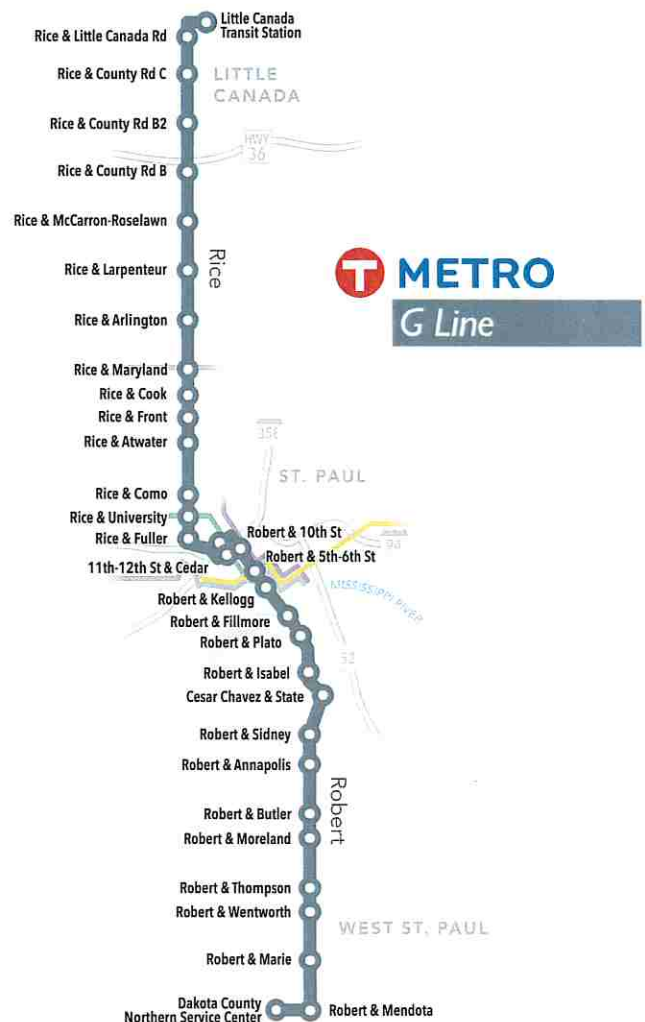 Little Canada
Transit Station
Rice & Little Canada Rd
Rice & County Rd C
LITTLE
CANADA
Rice & County Rd B2
HWY
36
Rice & County Rd B
Rice & McCarron-Roselawn
Rice
Rice & Larpenteur
T METRO
G Line
Rice & Arlington
Rice & Maryland
Rice & Cook
Rice & Front
Rice & Atwater
ST. PAUL
Rice & Como
Rice & University
Rice & Fuller
Robert & 10th St
94
Robert & 5th-6th St
11th-12th St & Cedar
MISSISSIPPI RIVER
Robert & Kellogg
Robert & Fillmore
Robert & Plato
52
Robert & Isabel
Cesar Chavez & State
Robert & Sidney
Robert & Annapolis
Robert
Robert & Butler
Robert & Moreland
Robert & Thompson
Robert & Wentworth
WEST ST. PAUL
Robert & Marie
Dakota County
Northern Service Center
Robert & Mendota